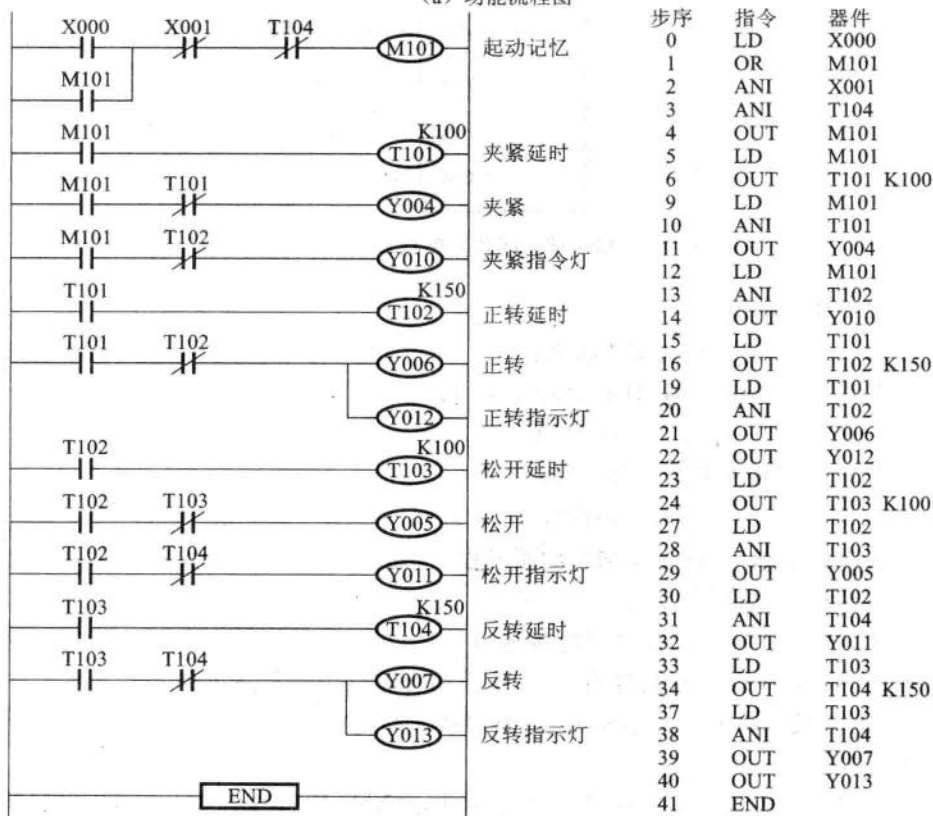 (a) 功能流程图
X000 X001 T104
M101 起动记忆
M101
M101 K100
T101 夹紧延时
M101 T101
Y004 夹紧
M101 T102
Y010 夹紧指令灯
T101 K150
T102 正转延时
T101 T102
Y006 正转
Y012 正转指示灯
T102 K100
T103 松开延时
T102 T103
Y005 松开
T102 T104
Y011 松开指示灯
T103 K150
T104 反转延时
T103 T104
Y007 反转
Y013 反转指示灯
END
步序 指令 器件
0 LD X000
1 OR M101
2 ANI X001
3 ANI T104
4 OUT M101
5 LD M101
6 OUT T101 K100
9 LD M101
10 ANI T101
11 OUT Y004
12 LD M101
13 ANI T102
14 OUT Y010
15 LD T101
16 OUT T102 K150
19 LD T101
20 ANI T102
21 OUT Y006
22 OUT Y012
23 LD T102
24 OUT T103 K100
27 LD T102
28 ANI T103
29 OUT Y005
30 LD T102
31 ANI T104
32 OUT Y011
33 LD T103
34 OUT T104 K150
37 LD T103
38 ANI T104
39 OUT Y007
40 OUT Y013
41 END